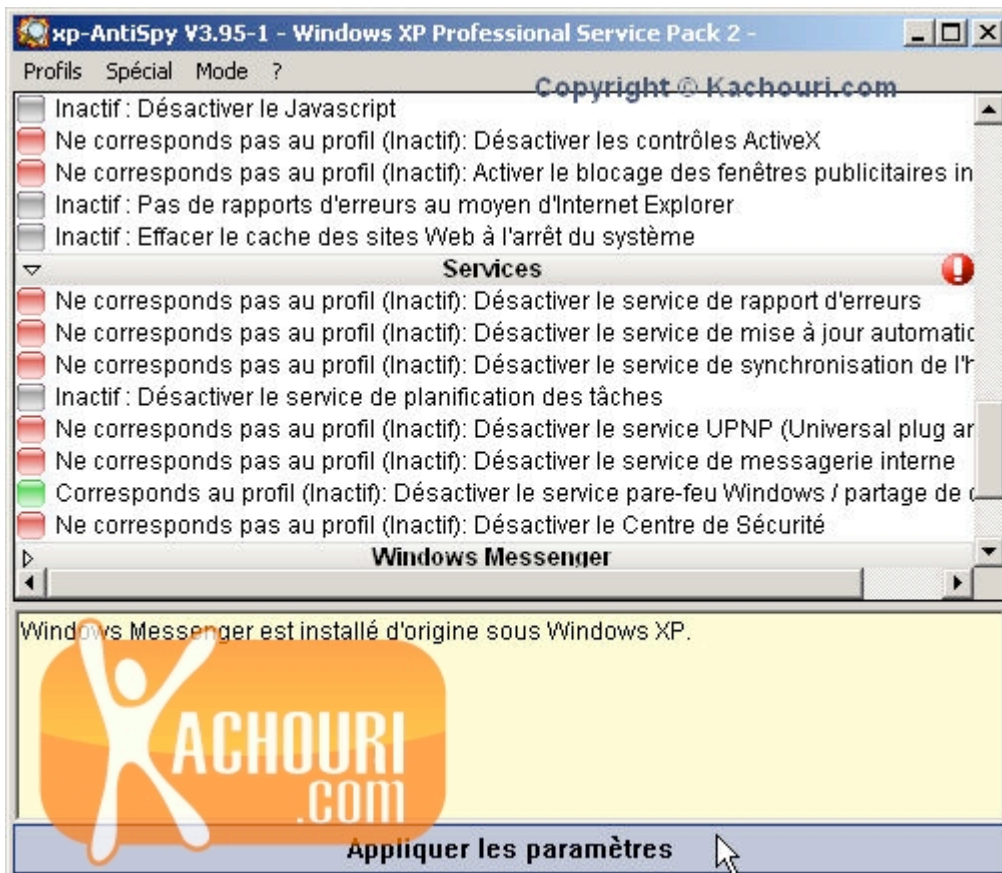 xp-AntiSpy V3.95-1 - Windows XP Professional Service Pack 2 -
Profils Spécial Mode ?
Copyright © Kachouri.com
Inactif : Désactiver le Javascript
Ne corresponds pas au profil (Inactif): Désactiver les contrôles ActiveX
Ne corresponds pas au profil (Inactif): Activer le blocage des fenêtres publicitaires in
Inactif : Pas de rapports d'erreurs au moyen d'Internet Explorer
Inactif : Effacer le cache des sites Web à l'arrêt du système
Services
Ne corresponds pas au profil (Inactif): Désactiver le service de rapport d'erreurs
Ne corresponds pas au profil (Inactif): Désactiver le service de mise à jour automatic
Ne corresponds pas au profil (Inactif): Désactiver le service de synchronisation de l'h
Inactif : Désactiver le service de planification des tâches
Ne corresponds pas au profil (Inactif): Désactiver le service UPNP (Universal plug an
Ne corresponds pas au profil (Inactif): Désactiver le service de messagerie interne
Corresponds au profil (Inactif): Désactiver le service pare-feu Windows / partage de c
Ne corresponds pas au profil (Inactif): Désactiver le Centre de Sécurité
Windows Messenger
Windows Messenger est installé d'origine sous Windows XP.
KACHOURI
.COM
Appliquer les paramètres